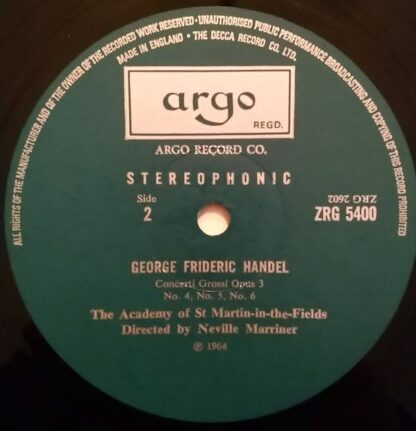 ALL RIGHTS OF THE MANUFACTURER AND OF THE OWNER OF THE RECORDED WORK RESERVED · UNAUTHORISED PUBLIC PERFORMANCE BROADCASTING AND COPYING OF THIS RECORD PROHIBITED
MADE IN ENGLAND · THE DECCA RECORD CO. LTD.
argo
REGD.
ARGO RECORD CO.
STEREOPHONIC
Side
2
ZRG 2602
ZRG 5400
GEORGE FRIDERIC HANDEL
Concerti Grossi Opus 3
No. 4, No. 5, No. 6
The Academy of St Martin-in-the-Fields
Directed by Neville Marriner
℗ 1964